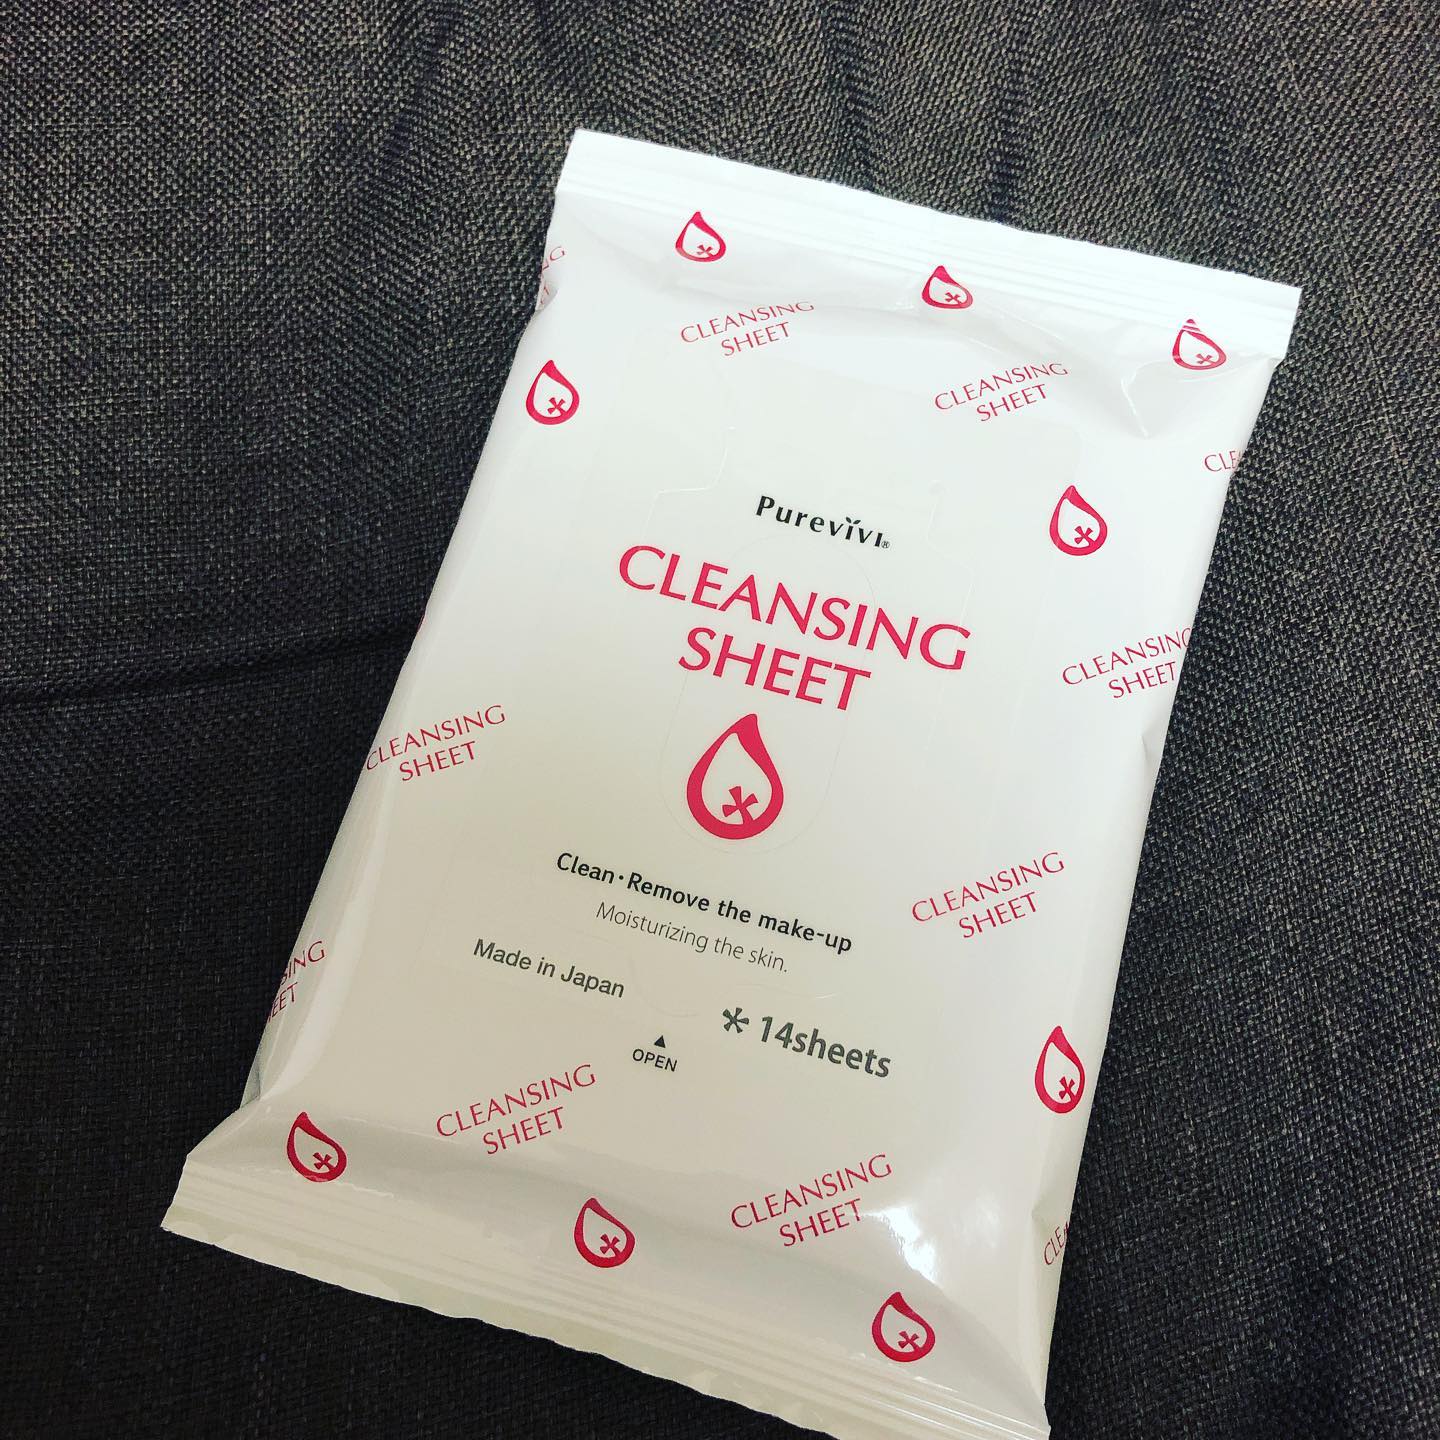 CLEANSING
SHEET
CLEANSING
SHEET
Purevivi®
CLEANSING
SHEET
CLEANSING
SHEET
CLEANSING
SHEET
Clean・Remove the make-up
Moisturizing the skin.
CLEANSING
SHEET
Made in Japan
* 14sheets
▲
OPEN
CLEANSING
SHEET
CLEANSING
SHEET